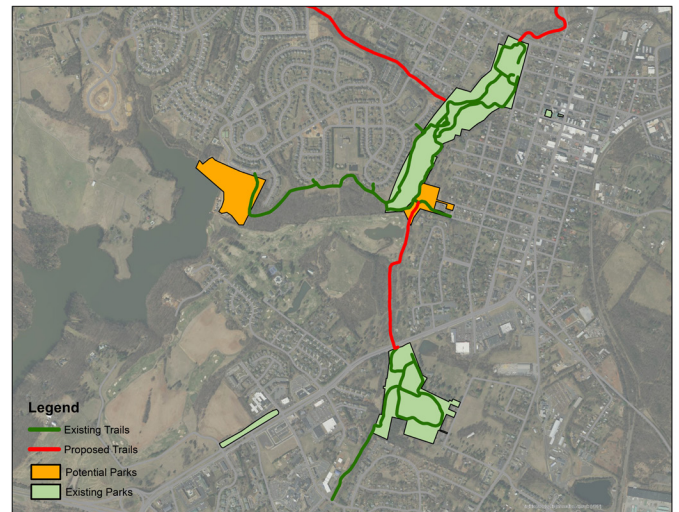 Legend
Existing Trails
Proposed Trails
Potential Parks
Existing Parks